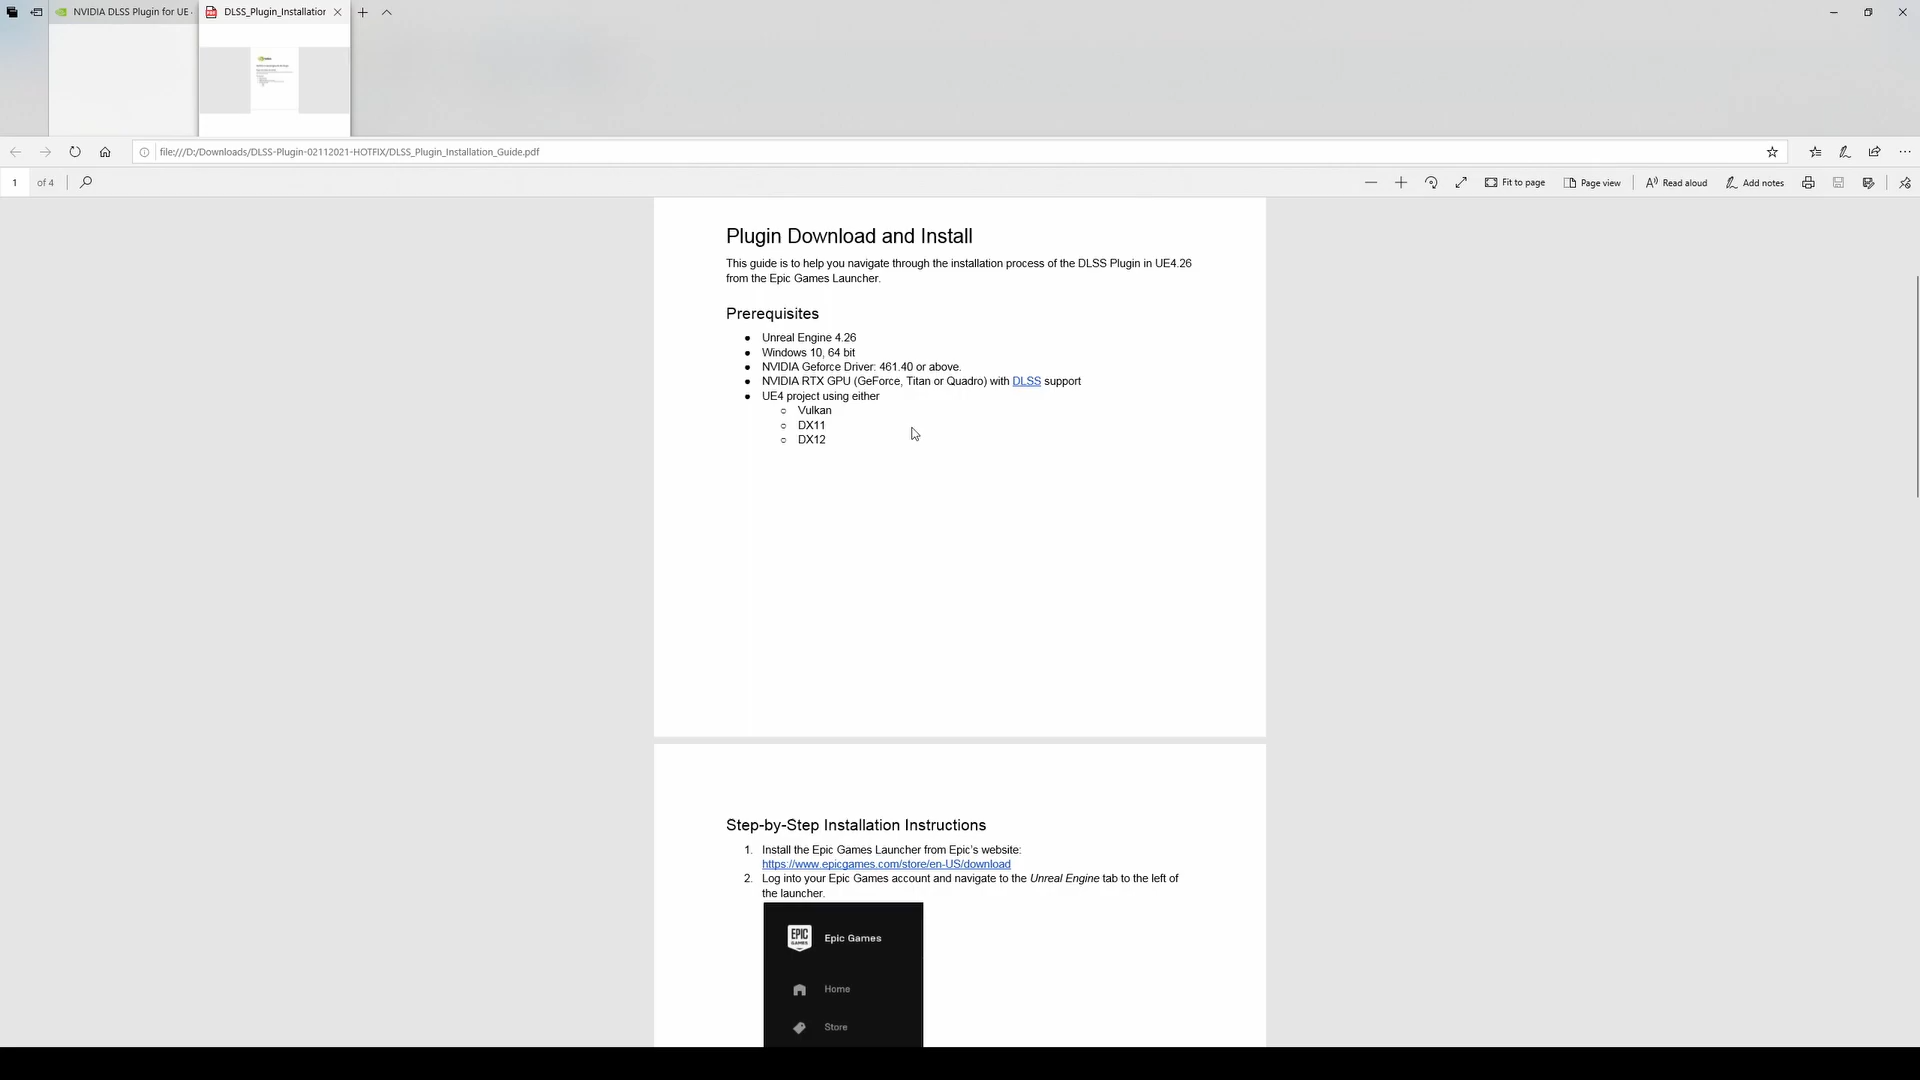 NVIDIA DLSS Plugin for UE
DLSS_Plugin_Installation
file:///D:/Downloads/DLSS-Plugin-02112021-HOTFIX/DLSS_Plugin_Installation_Guide.pdf
1 of 4
Fit to page
Page view
Read aloud
Add notes
Plugin Download and Install
This guide is to help you navigate through the installation process of the DLSS Plugin in UE4.26
from the Epic Games Launcher.
Prerequisites
● Unreal Engine 4.26
● Windows 10, 64 bit
● NVIDIA Geforce Driver: 461.40 or above.
● NVIDIA RTX GPU (GeForce, Titan or Quadro) with DLSS support
● UE4 project using either
○ Vulkan
○ DX11
○ DX12
Step-by-Step Installation Instructions
1. Install the Epic Games Launcher from Epic's website:
https://www.epicgames.com/store/en-US/download
2. Log into your Epic Games account and navigate to the Unreal Engine tab to the left of
the launcher.
EPIC
GAMES
Epic Games
Home
Store